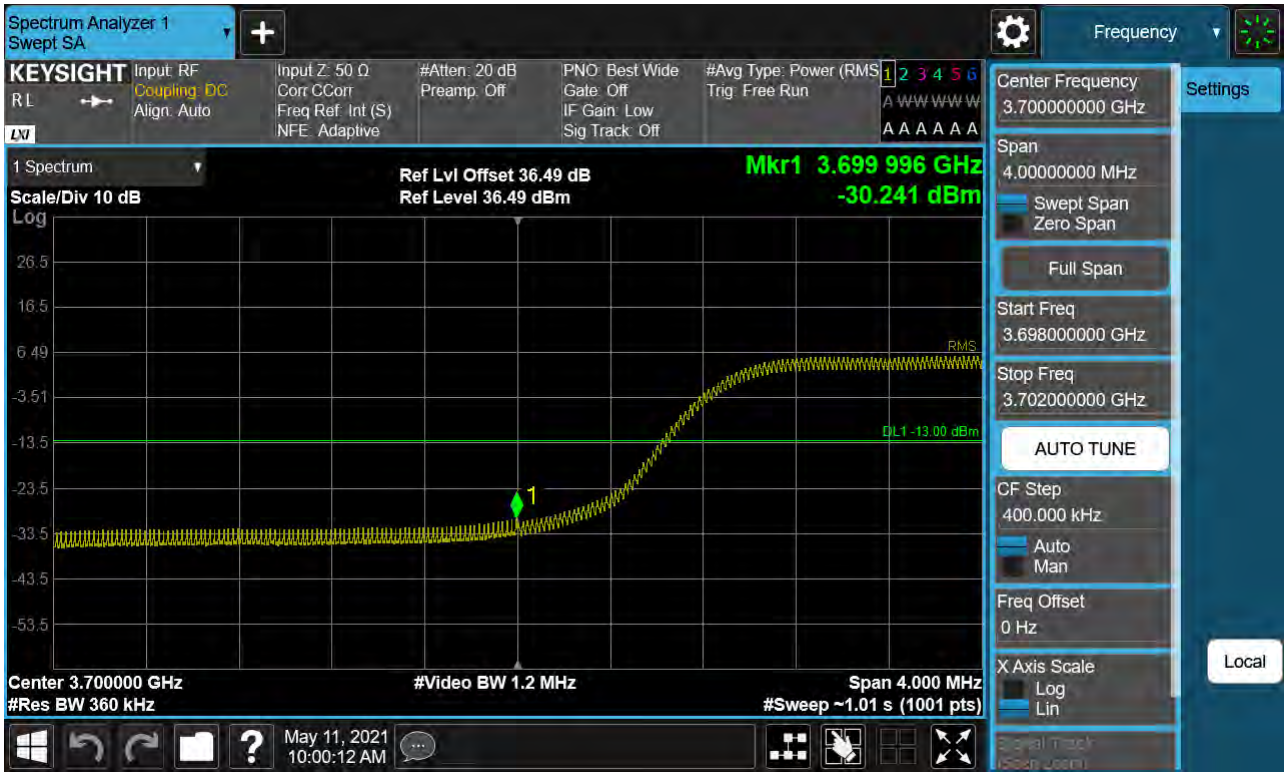 Spectrum Analyzer 1
Swept SA
+
Frequency
KEYSIGHT
RL
LXI
Input: RF
Coupling: DC
Align: Auto
Input Z: 50 Ω
Corr CCorr
Freq Ref: Int (S)
NFE: Adaptive
#Atten: 20 dB
Preamp: Off
PNO: Best Wide
Gate: Off
IF Gain: Low
Sig Track: Off
#Avg Type: Power (RMS
Trig: Free Run
1 2 3 4 5 6
A W W W W W
A A A A A A
1 Spectrum
Scale/Div 10 dB
Log
Ref Lvl Offset 36.49 dB
Ref Level 36.49 dBm
Mkr1 3.699 996 GHz
-30.241 dBm
26.5
16.5
6.49
-3.51
-13.5
-23.5
-33.5
-43.5
-53.5
RMS
DL1 -13.00 dBm
1
Center 3.700000 GHz
#Res BW 360 kHz
#Video BW 1.2 MHz
Span 4.000 MHz
#Sweep ~1.01 s (1001 pts)
Center Frequency
3.700000000 GHz
Span
4.00000000 MHz
Swept Span
Zero Span
Full Span
Start Freq
3.698000000 GHz
Stop Freq
3.702000000 GHz
AUTO TUNE
CF Step
400.000 kHz
Auto
Man
Freq Offset
0 Hz
X Axis Scale
Log
Lin
Signal Track
(Span Zoom)
Settings
Local
?
May 11, 2021
10:00:12 AM